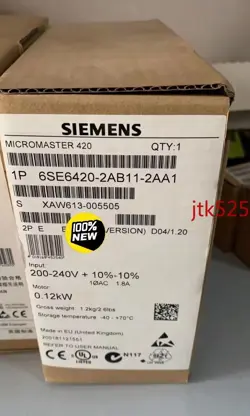 SIEMENS
MICROMASTER 420 QTY:1
1P 6SE6420-2AB11-2AA1
jtk525
S XAW613-005505
100%
NEW
2P E VERSION) D04/1.20
Input:
200-240V + 10%-10%
1ØAC 1.8A
Motor:
0.12kW
Gross weight: 1.2kg/2.6lbs
Storage temperature: -40 - +70°C
Made in EU (United Kingdom)
REFER TO USER MANUAL
CE
N117